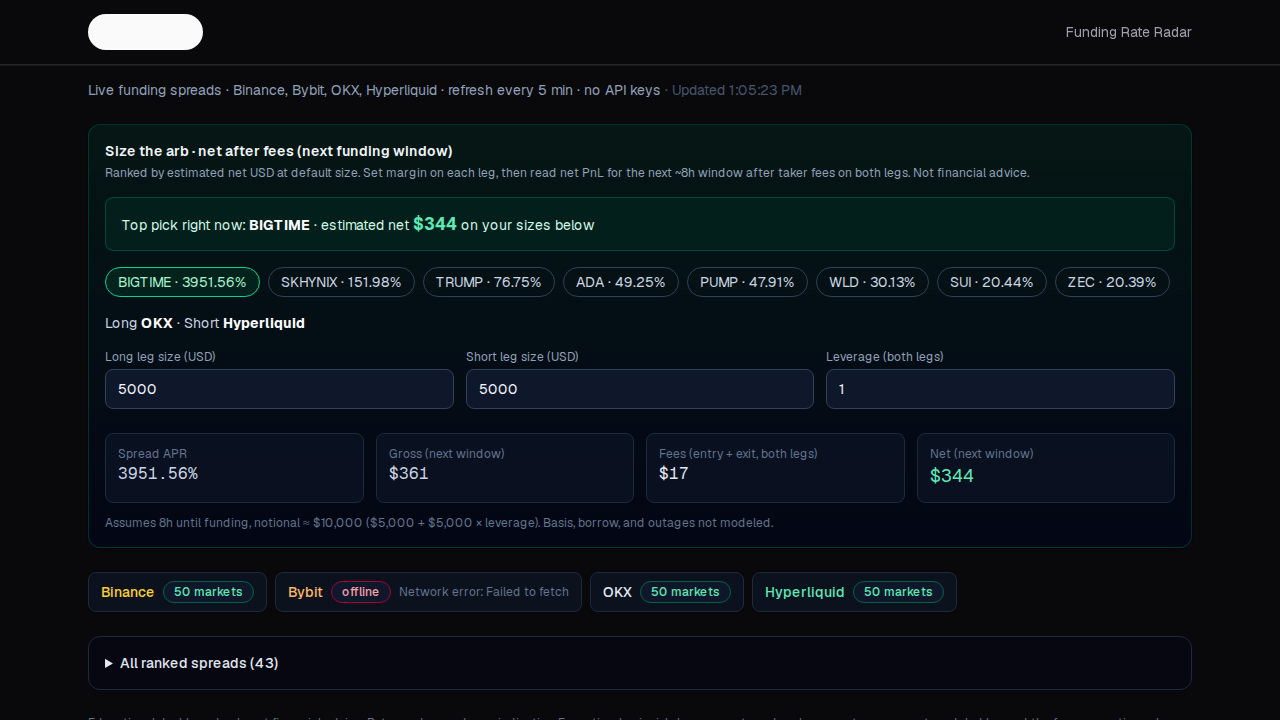 Funding Rate Radar
Live funding spreads · Binance, Bybit, OKX, Hyperliquid · refresh every 5 min · no API keys · Updated 1:05:23 PM
Size the arb · net after fees (next funding window)
Ranked by estimated net USD at default size. Set margin on each leg, then read net PnL for the next ~8h window after taker fees on both legs. Not financial advice.
Top pick right now: BIGTIME · estimated net $344 on your sizes below
BIGTIME · 3951.56% SKHYNIX · 151.98% TRUMP · 76.75% ADA · 49.25% PUMP · 47.91% WLD · 30.13% SUI · 20.44% ZEC · 20.39%
Long OKX · Short Hyperliquid
Long leg size (USD) Short leg size (USD) Leverage (both legs)
5000 5000 1
Spread APR Gross (next window) Fees (entry + exit, both legs) Net (next window)
3951.56% $361 $17 $344
Assumes 8h until funding, notional ≈ $10,000 ($5,000 + $5,000 × leverage). Basis, borrow, and outages not modeled.
Binance 50 markets Bybit offline Network error: Failed to fetch OKX 50 markets Hyperliquid 50 markets
▶ All ranked spreads (43)